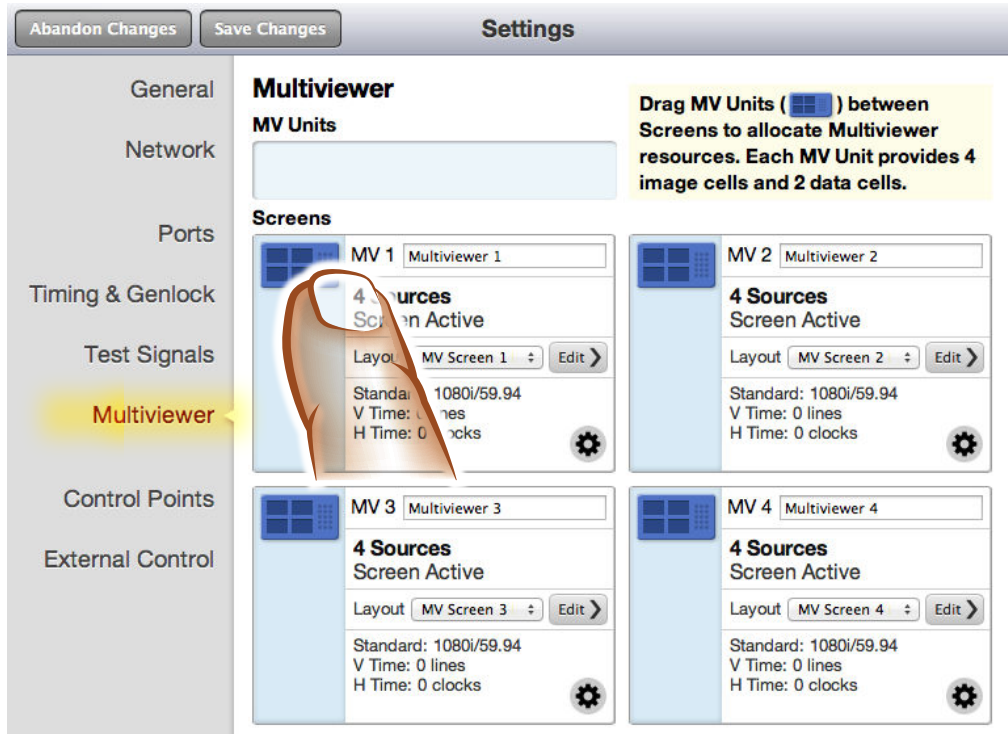 Abandon Changes
Save Changes
Settings
General
Network
Ports
Timing & Genlock
Test Signals
Multiviewer
Control Points
External Control
Multiviewer
MV Units
Drag MV Units ( ) between
Screens to allocate Multiviewer
resources. Each MV Unit provides 4
image cells and 2 data cells.
Screens
MV 1 Multiviewer 1
4 Sources
Screen Active
Layout MV Screen 1 Edit
Standard: 1080i/59.94
V Time: 0 lines
H Time: 0 clocks
MV 2 Multiviewer 2
4 Sources
Screen Active
Layout MV Screen 2 Edit
Standard: 1080i/59.94
V Time: 0 lines
H Time: 0 clocks
MV 3 Multiviewer 3
4 Sources
Screen Active
Layout MV Screen 3 Edit
Standard: 1080i/59.94
V Time: 0 lines
H Time: 0 clocks
MV 4 Multiviewer 4
4 Sources
Screen Active
Layout MV Screen 4 Edit
Standard: 1080i/59.94
V Time: 0 lines
H Time: 0 clocks